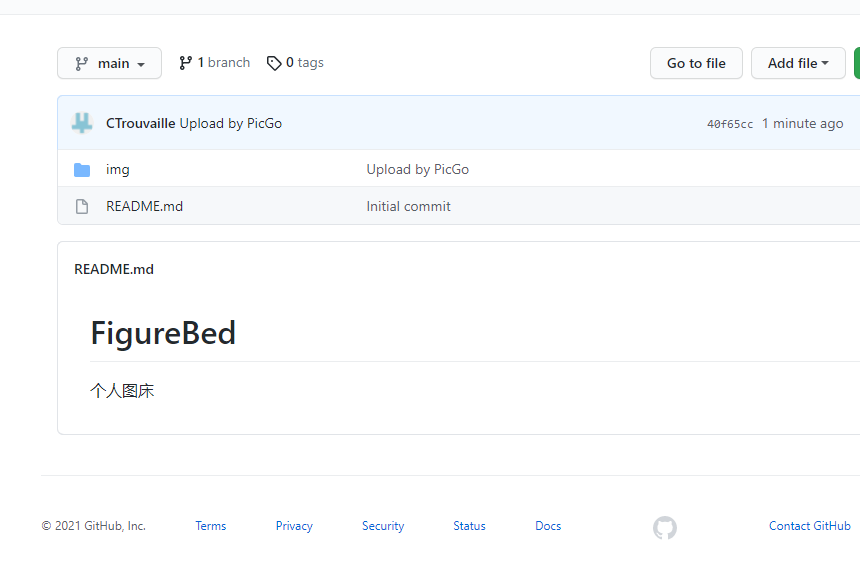 main 1 branch 0 tags Go to file Add file
CTrouvaille Upload by PicGo 40f65cc 1 minute ago
img Upload by PicGo
README.md Initial commit
README.md
FigureBed
个人图床
© 2021 GitHub, Inc. Terms Privacy Security Status Docs Contact GitHub